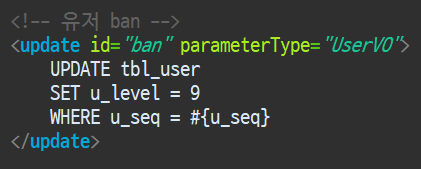 <!-- 유저 ban -->
<update id="ban" parameterType="UserVO">
UPDATE tbl_user
SET u_level = 9
WHERE u_seq = #{u_seq}
</update>